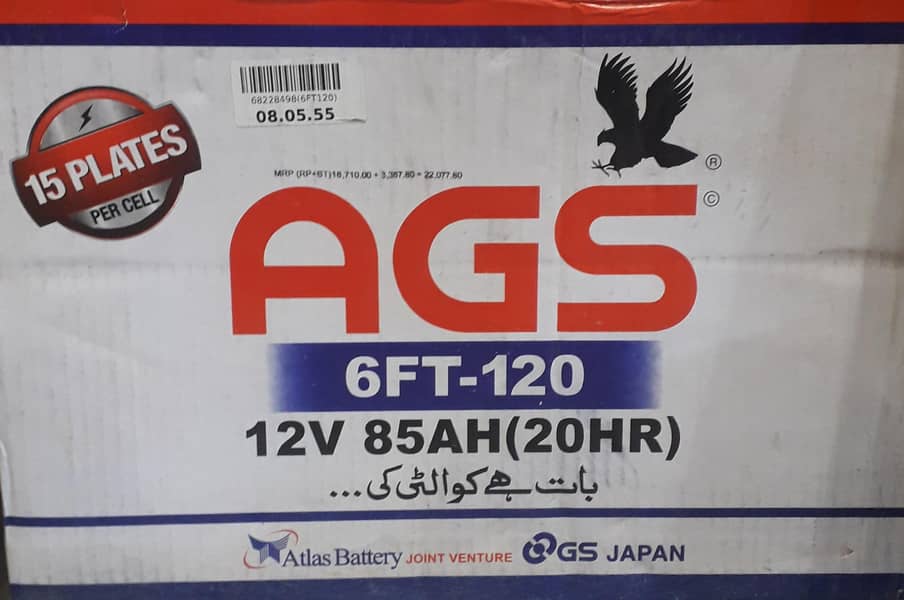 68228498(6FT120)
08.05.55
15 PLATES
PER CELL
MRP (RP+ST)18,710.00 + 3,367.80 = 22,077.80
®
AGS ©
6FT-120
12V 85AH(20HR)
بات ہے کوالٹی کی...
Atlas Battery JOINT VENTURE GS JAPAN